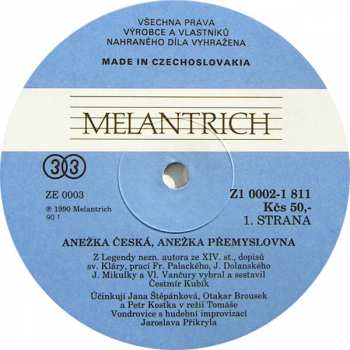 VŠECHNA PRÁVA
VÝROBCE A VLASTNÍKŮ
NAHRANÉHO DÍLA VYHRAŽENA
MADE IN CZECHOSLOVAKIA
MELANTRICH
33
ZE 0003
℗ 1990 Melantrich
90 1
Z1 0002-1 811
Kčs 50,-
1. STRANA
ANEŽKA ČESKÁ, ANEŽKA PŘEMYSLOVNA
Z Legendy nezn. autora ze XIV. st., dopisů
sv. Kláry, prací Fr. Palackého, J. Dolanského
J. Mikulky a Vl. Vančury vybral a sestavil
Čestmír Kubík
Účinkují Jana Štěpánková, Otakar Brousek
a Petr Kostka v režii Tomáše
Vondrovice s hudební improvizací
Jaroslava Přikryla